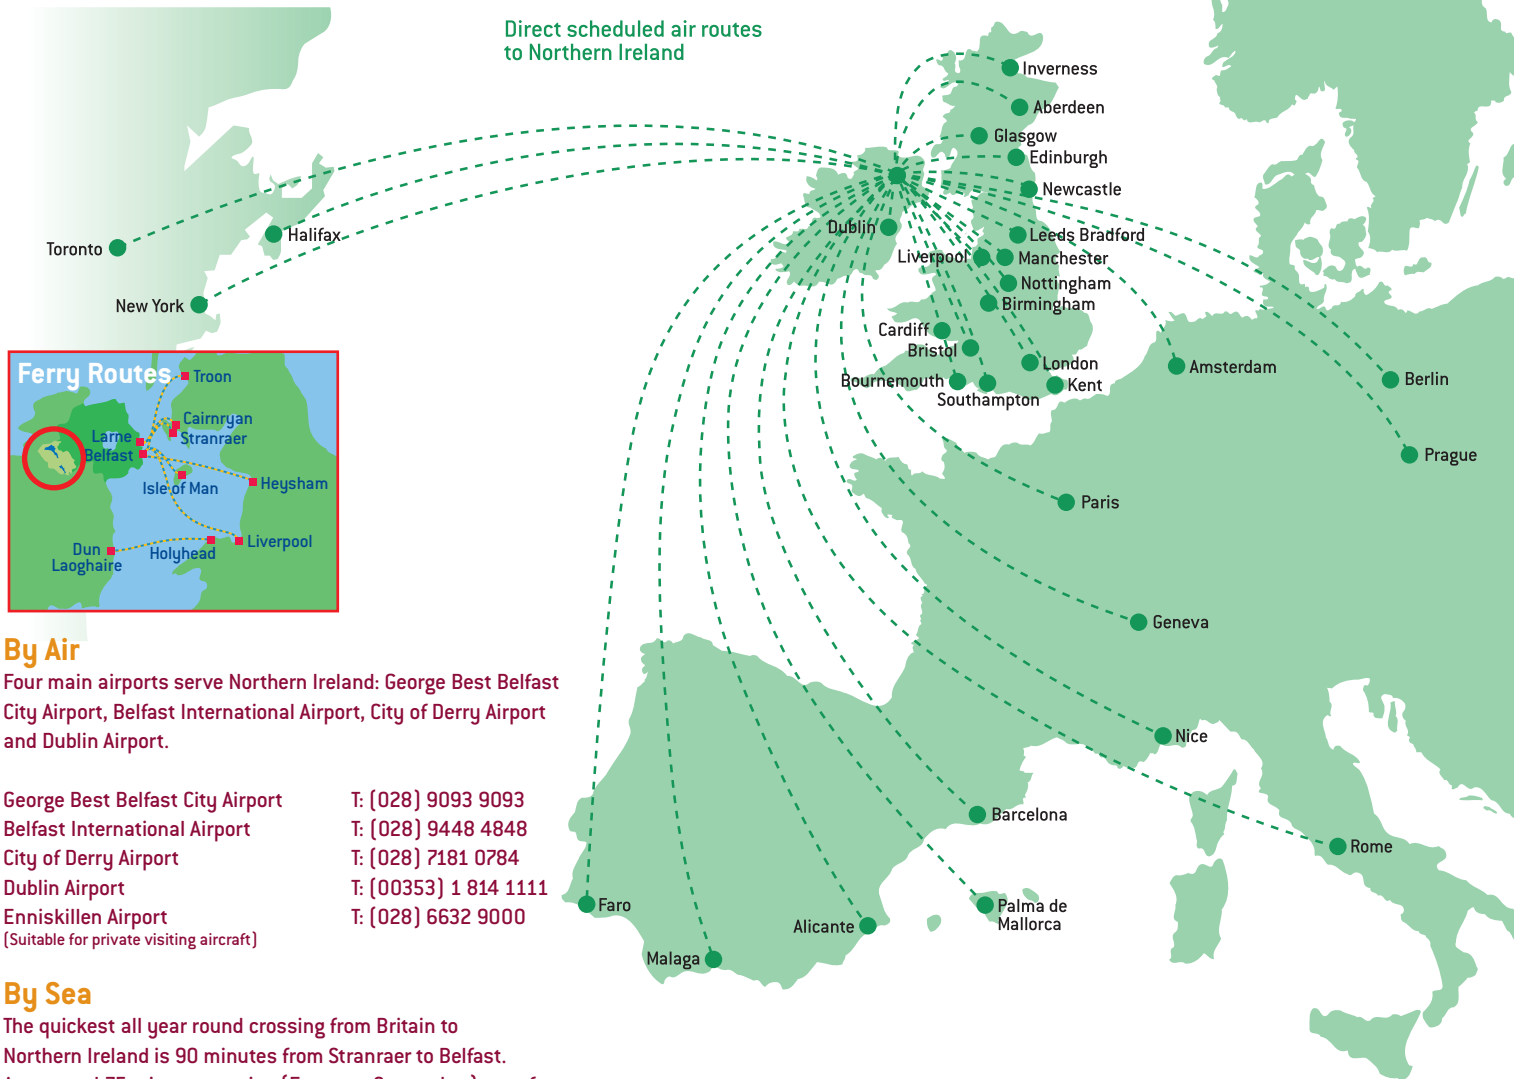 Direct scheduled air routes
to Northern Ireland
Inverness
Aberdeen
Glasgow
Edinburgh
Newcastle
Dublin
Leeds Bradford
Liverpool
Manchester
Nottingham
Birmingham
Cardiff
Bristol
London
Bournemouth
Kent
Southampton
Toronto
Halifax
New York
Amsterdam
Berlin
Prague
Paris
Geneva
Nice
Barcelona
Rome
Faro
Palma de
Mallorca
Alicante
Malaga
Ferry Routes
Troon
Cairnryan
Larne
Stranraer
Belfast
Isle of Man
Heysham
Dun
Laoghaire
Holyhead
Liverpool
By Air
Four main airports serve Northern Ireland: George Best Belfast
City Airport, Belfast International Airport, City of Derry Airport
and Dublin Airport.
George Best Belfast City Airport T: (028) 9093 9093
Belfast International Airport T: (028) 9448 4848
City of Derry Airport T: (028) 7181 0784
Dublin Airport T: (00353) 1 814 1111
Enniskillen Airport T: (028) 6632 9000
(Suitable for private visiting aircraft)
By Sea
The quickest all year round crossing from Britain to
Northern Ireland is 90 minutes from Stranraer to Belfast.